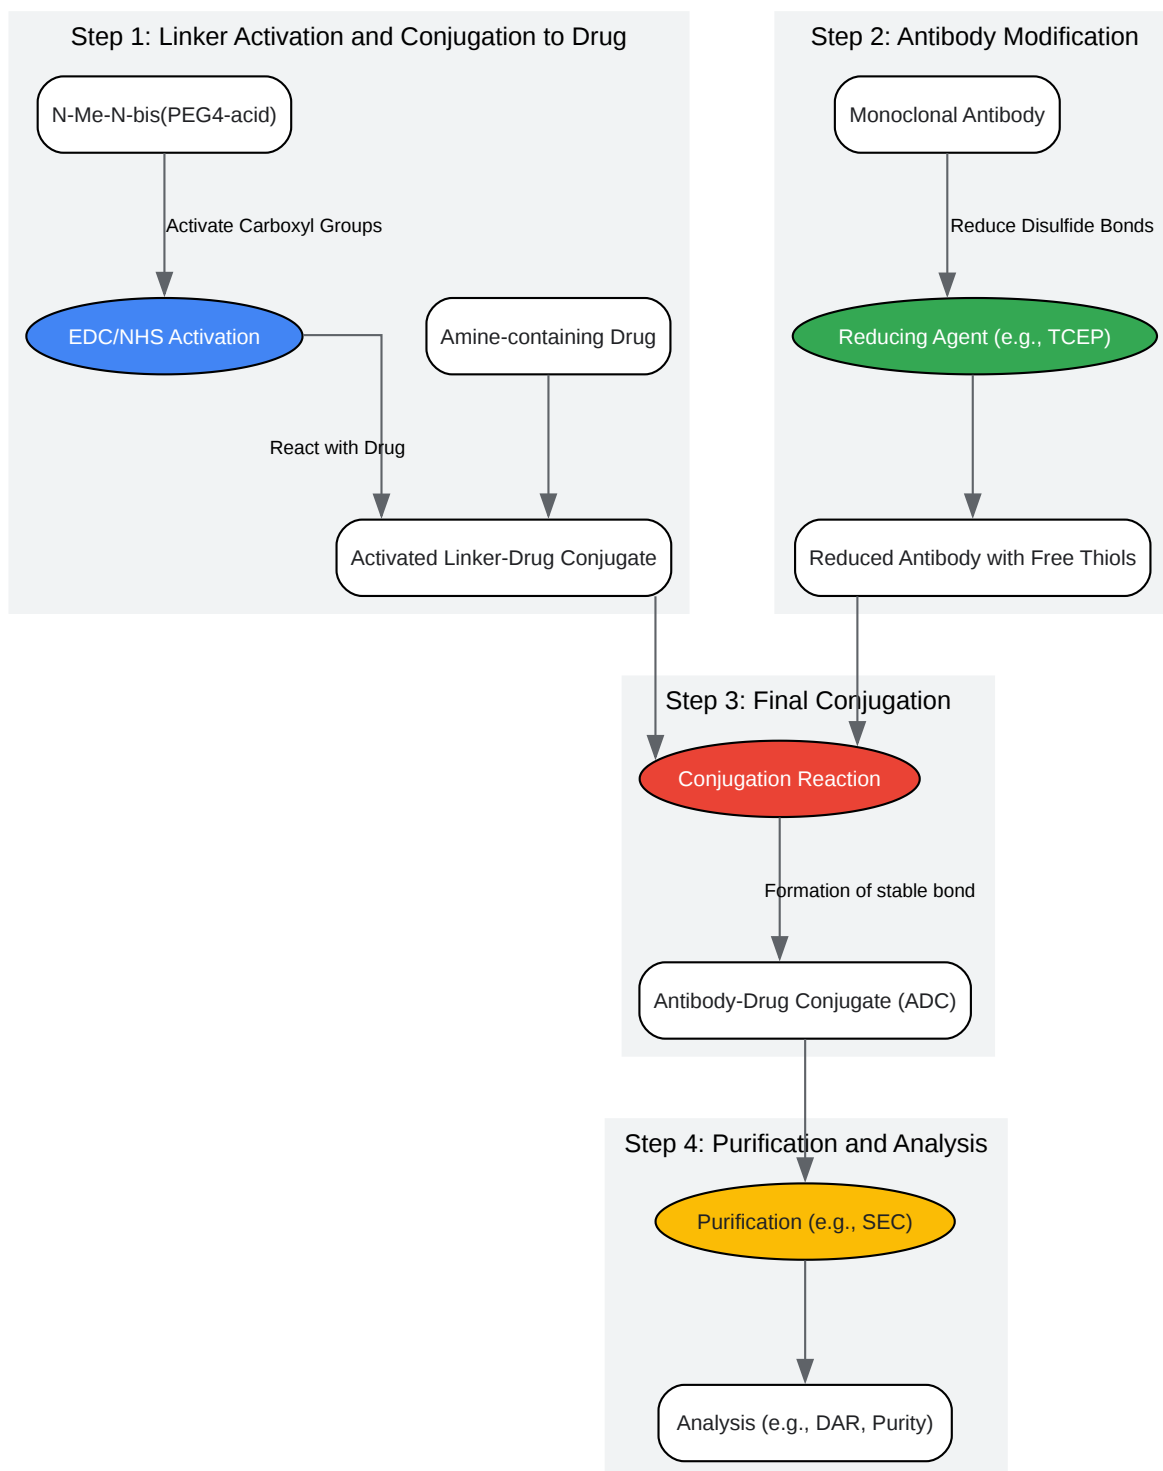 Step 1: Linker Activation and Conjugation to Drug
N-Me-N-bis(PEG4-acid)
Activate Carboxyl Groups
EDC/NHS Activation
Amine-containing Drug
React with Drug
Activated Linker-Drug Conjugate
Step 2: Antibody Modification
Monoclonal Antibody
Reduce Disulfide Bonds
Reducing Agent (e.g., TCEP)
Reduced Antibody with Free Thiols
Step 3: Final Conjugation
Conjugation Reaction
Formation of stable bond
Antibody-Drug Conjugate (ADC)
Step 4: Purification and Analysis
Purification (e.g., SEC)
Analysis (e.g., DAR, Purity)